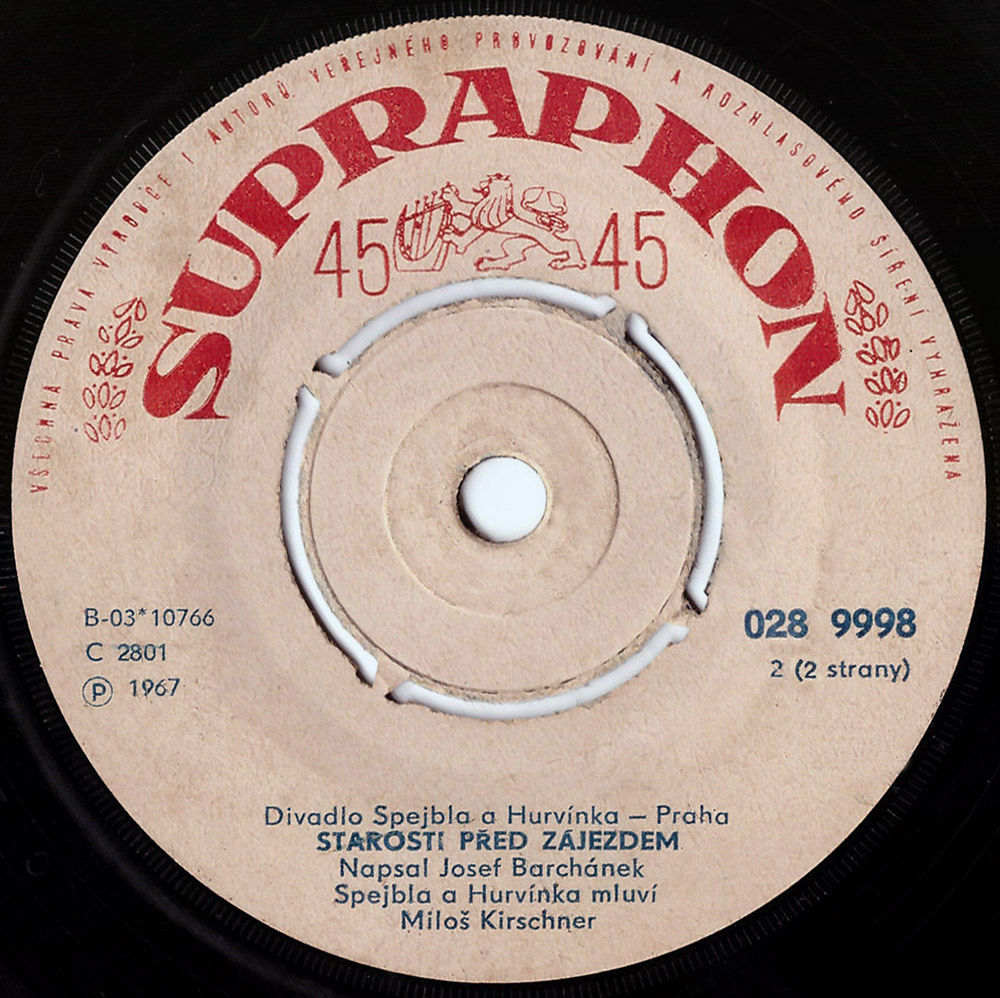 VŠECHNA PRÁVA VÝROBCE I AUTORŮ VEŘEJNÉHO PROVOZOVÁNÍ A ROZHLASOVÉHO ŠÍŘENÍ VYHRAŽENA
SUPRAPHON
45 45
B-03*10766
C 2801
Ⓟ 1967
028 9998
2 (2 strany)
Divadlo Spejbla a Hurvínka – Praha
STAROSTI PŘED ZÁJEZDEM
Napsal Josef Barchánek
Spejbla a Hurvínka mluví
Miloš Kirschner